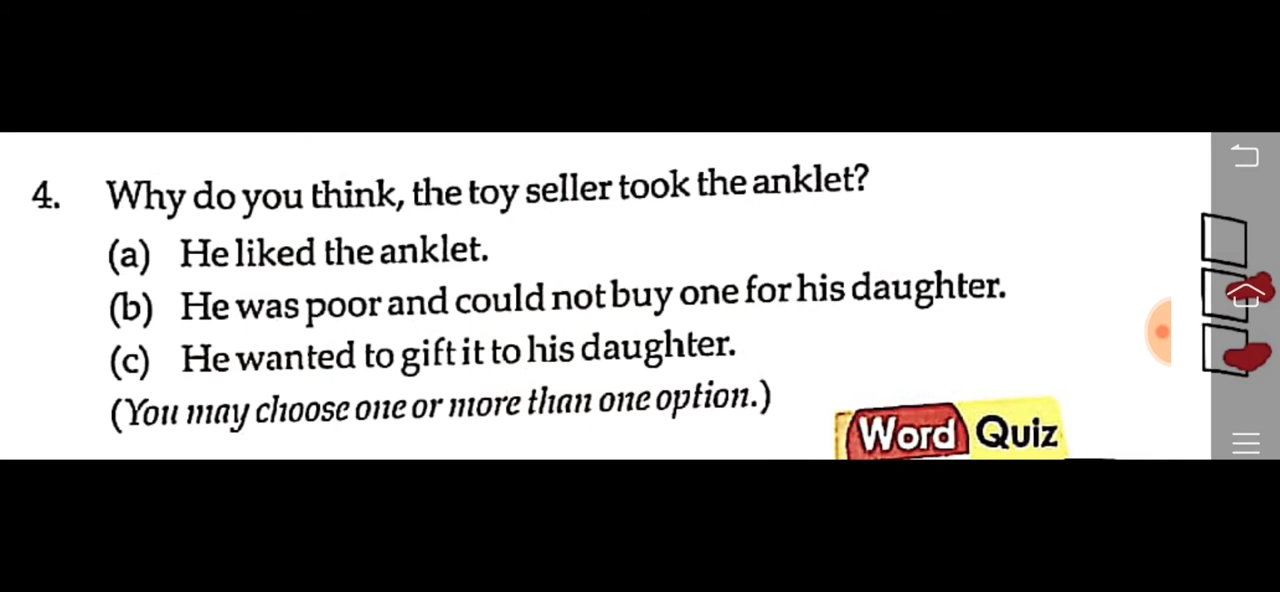 4. Why do you think, the toy seller took the anklet?
(a) He liked the anklet.
(b) He was poor and could not buy one for his daughter.
(c) He wanted to gift it to his daughter.
(You may choose one or more than one option.)
Word Quiz